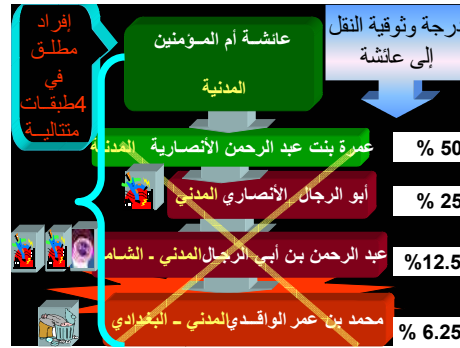 إفراد
مطلق
في
4طبقات
متتالية
عائشة أم المؤمنين
المدنية
درجة وثوقية النقل
إلى عائشة
عمرة بنت عبد الرحمن الأنصارية المدنية
% 50
أبو الرجال الأنصاري المدني
% 25
عبد الرحمن بن أبي الرجال المدني ـ الشام
%12.5
محمد بن عمر الواقدي المدني ـ البغدادي
% 6.25